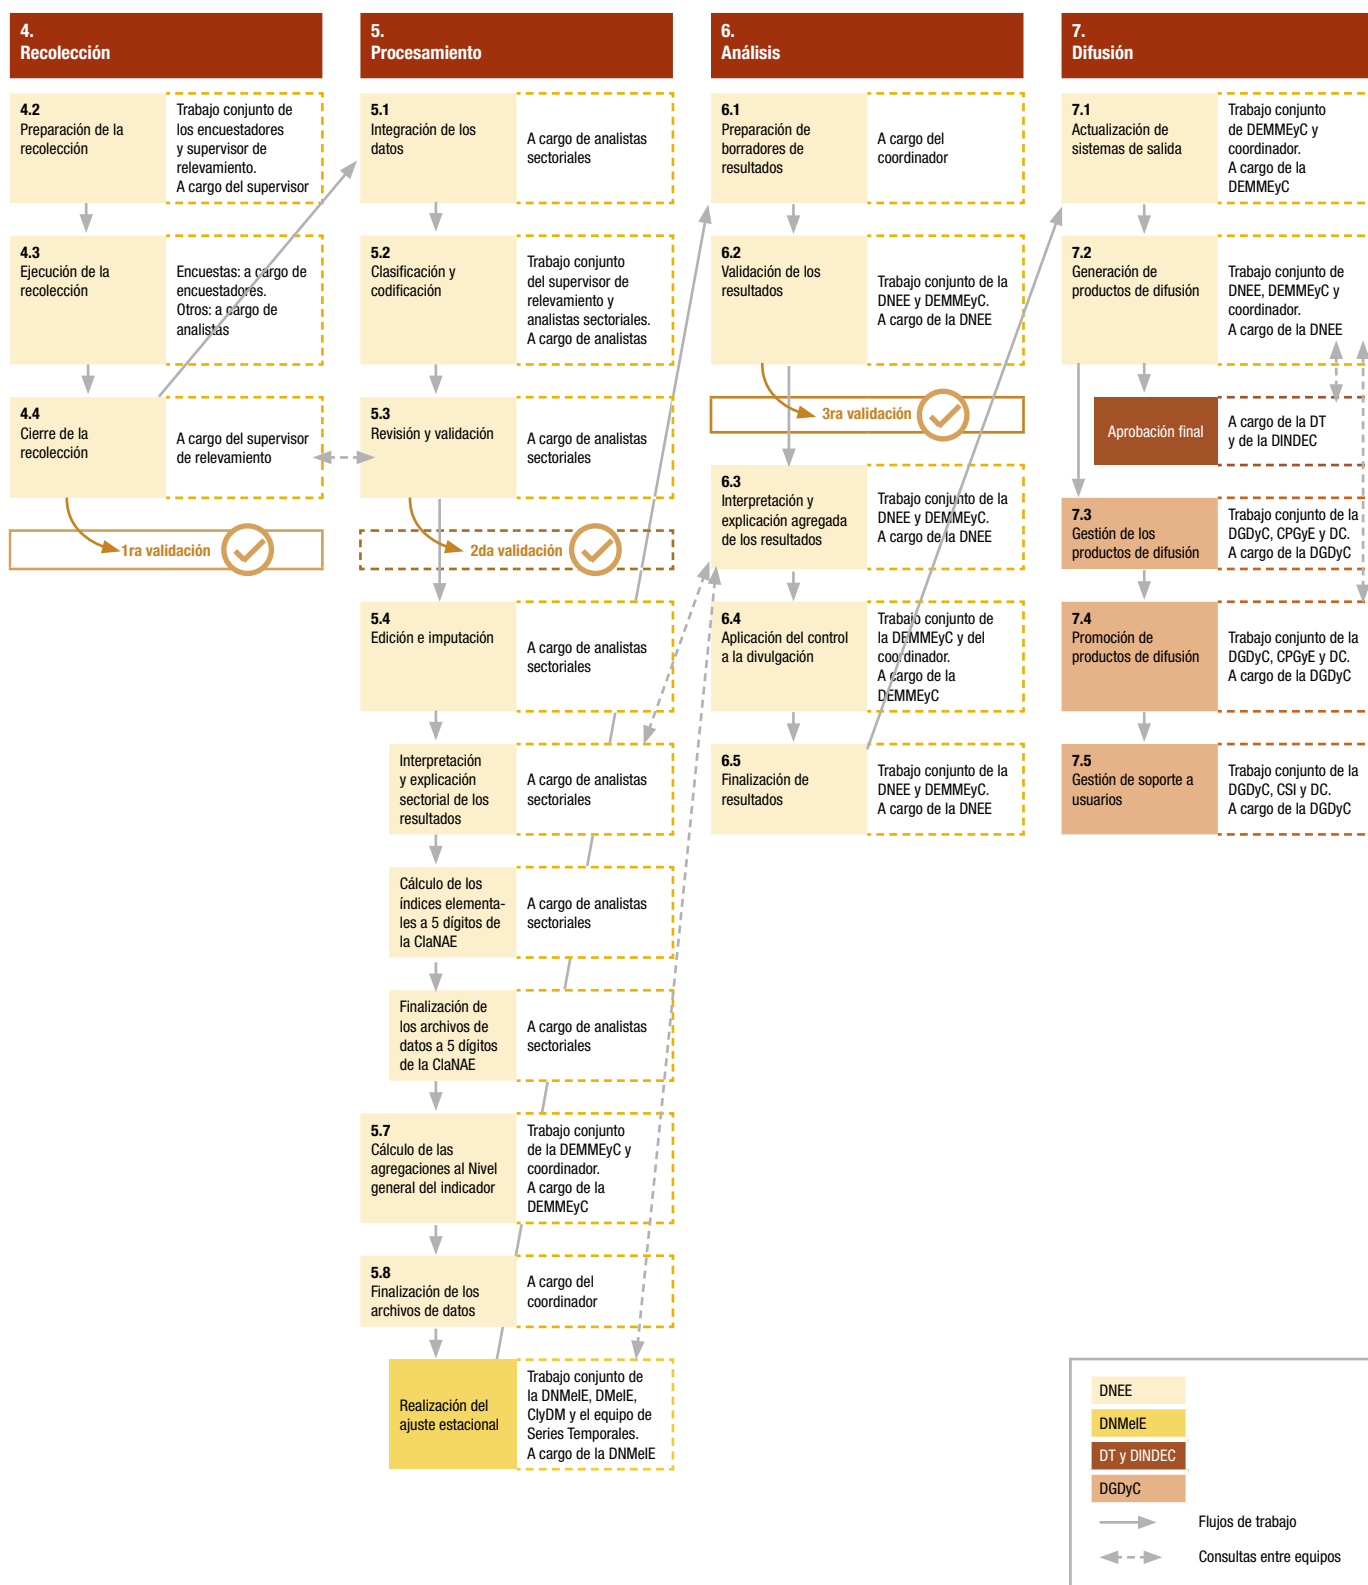 4.
Recolección
4.2
Preparación de la
recolección
Trabajo conjunto de
los encuestadores
y supervisor de
relevamiento.
A cargo del supervisor
4.3
Ejecución de la
recolección
Encuestas: a cargo de
encuestadores.
Otros: a cargo de
analistas
4.4
Cierre de la
recolección
A cargo del supervisor
de relevamiento
1ra validación
5.
Procesamiento
5.1
Integración de los
datos
A cargo de analistas
sectoriales
5.2
Clasificación y
codificación
Trabajo conjunto
del supervisor de
relevamiento y
analistas sectoriales.
A cargo de analistas
5.3
Revisión y validación
A cargo de analistas
sectoriales
2da validación
5.4
Edición e imputación
A cargo de analistas
sectoriales
Interpretación
y explicación
sectorial de los
resultados
A cargo de analistas
sectoriales
Cálculo de los
índices elementa-
les a 5 dígitos de
la ClaNAE
A cargo de analistas
sectoriales
Finalización de
los archivos de
datos a 5 dígitos
de la ClaNAE
A cargo de analistas
sectoriales
5.7
Cálculo de las
agregaciones al Nivel
general del indicador
Trabajo conjunto
de la DEMMEyC y
coordinador.
A cargo de la
DEMMEyC
5.8
Finalización de los
archivos de datos
A cargo del
coordinador
Realización del
ajuste estacional
Trabajo conjunto de
la DNMeIE, DMeIE,
CIyDM y el equipo de
Series Temporales.
A cargo de la DNMeIE
6.
Análisis
6.1
Preparación de
borradores de
resultados
A cargo del
coordinador
6.2
Validación de los
resultados
Trabajo conjunto de la
DNEE y DEMMEyC.
A cargo de la DNEE
3ra validación
6.3
Interpretación y
explicación agregada
de los resultados
Trabajo conjunto de la
DNEE y DEMMEyC.
A cargo de la DNEE
6.4
Aplicación del control
a la divulgación
Trabajo conjunto de
la DEMMEyC y del
coordinador.
A cargo de la
DEMMEyC
6.5
Finalización de
resultados
Trabajo conjunto de la
DNEE y DEMMEyC.
A cargo de la DNEE
7.
Difusión
7.1
Actualización de
sistemas de salida
Trabajo conjunto
de DEMMEyC y
coordinador.
A cargo de la
DEMMEyC
7.2
Generación de
productos de difusión
Trabajo conjunto de
DNEE, DEMMEyC y
coordinador.
A cargo de la DNEE
Aprobación final
A cargo de la DT
y de la DINDEC
7.3
Gestión de los
productos de difusión
Trabajo conjunto de la
DGDyC, CPGyE y DC.
A cargo de la DGDyC
7.4
Promoción de
productos de difusión
Trabajo conjunto de la
DGDyC, CPGyE y DC.
A cargo de la DGDyC
7.5
Gestión de soporte a
usuarios
Trabajo conjunto de la
DGDyC, CSI y DC.
A cargo de la DGDyC
DNEE
DNMeIE
DT y DINDEC
DGDyC
Flujos de trabajo
Consultas entre equipos